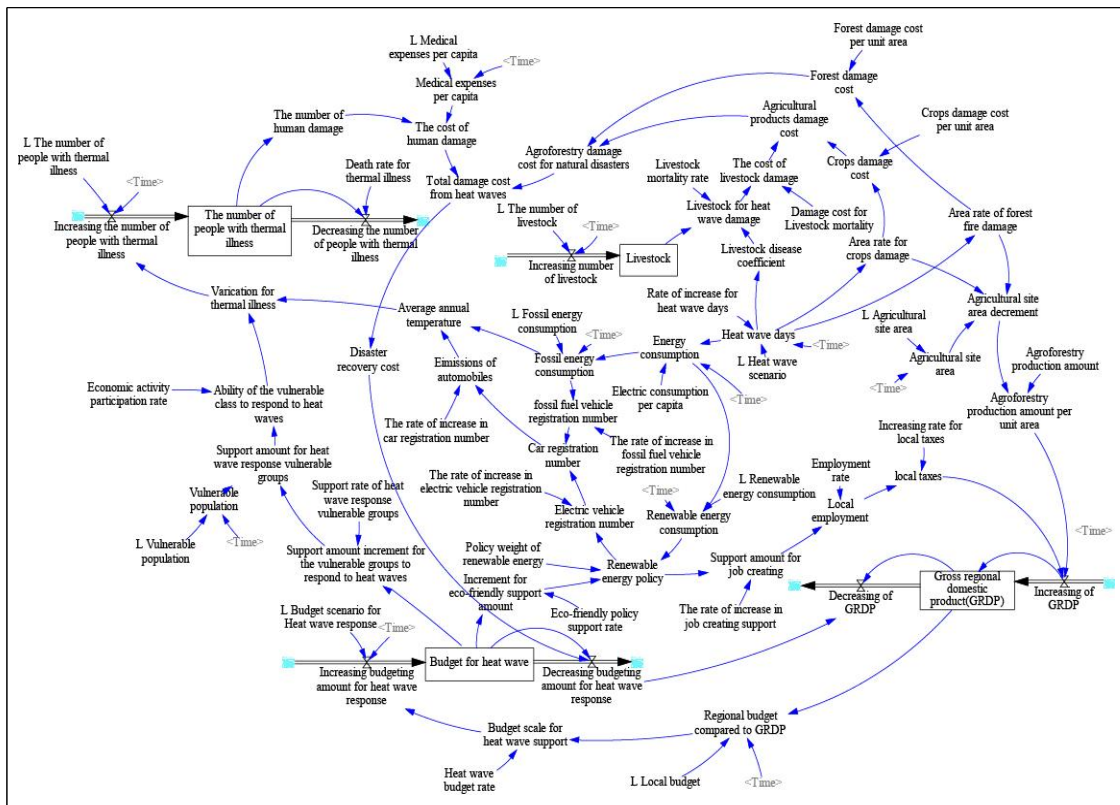 Forest damage cost
per unit area
L Medical
expenses per capita
<Time>
Medical expenses
per capita
Forest damage
cost
The number of
human damage
The cost of
human damage
Agricultural
products damage
cost
Crops damage cost
per unit area
L The number of
people with thermal
illness
<Time>
Death rate for
thermal illness
Total damage cost
from heat waves
Agroforestry damage
cost for natural disasters
Livestock
mortality rate
The cost of
livestock damage
Crops damage
cost
The number of
people with thermal
illness
Increasing the number of
people with thermal
illness
Decreasing the number
of people with thermal
illness
L The number of
livestock
<Time>
Livestock for heat
wave damage
Damage cost for
Livestock mortality
Area rate of forest
fire damage
Increasing number
of livestock
Livestock
Livestock disease
coefficient
Area rate for
crops damage
Varication for
thermal illness
Average annual
temperature
L Fossil energy
consumption
<Time>
Rate of increase for
heat wave days
Agricultural site
area decrement
Disaster
recovery cost
Fossil energy
consumption
Energy
consumption
Heat wave days
<Time>
L Agricultural
site area
L Heat wave
scenario
Agricultural site
area
<Time>
Agroforestry
production amount
Economic activity
participation rate
Ability of the vulnerable
class to respond to heat
waves
Eimissions of
automobiles
Electric consumption
per capita
<Time>
Agroforestry
production amount per
unit area
The rate of increase in
car registration number
fossil fuel vehicle
registration number
Increasing rate for
local taxes
Support amount for
heat wave response vulnerable
groups
Car registration
number
The rate of increase in
fossil fuel vehicle
registration number
Employment
rate
local taxes
Vulnerable
population
Support rate of heat
wave response
vulnerable groups
The rate of increase in
electric vehicle registration
number
Electric vehicle
registration number
<Time>
L Renewable
energy consumption
Renewable energy
consumption
Local
employment
L Vulnerable
population
<Time>
Support amount increment for
the vulnerable groups to
respond to heat waves
Policy weight of
renewable energy
Renewable
energy policy
Support amount for
job creating
<Time>
Increment for
eco-friendly support
amount
Eco-friendly policy
support rate
The rate of increase in
job creating support
Decreasing of
GRDP
Gross regional
domestic
product(GRDP)
Increasing of
GRDP
L Budget scenario for
Heat wave response
<Time>
Increasing budgeting
amount for heat wave
response
Budget for heat wave
Decreasing budgeting
amount for heat wave
response
Budget scale for
heat wave support
Regional budget
compared to GRDP
Heat wave
budget rate
L Local budget
<Time>